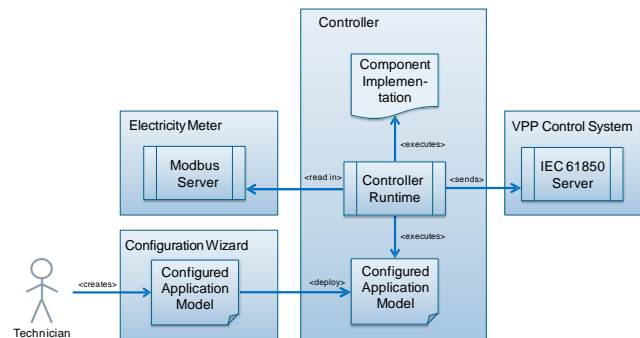 Controller
Component
Implemen-
tation
Electricity Meter
VPP Control System
<executes>
Modbus
Server
<read in>
Controller
Runtime
<sends>
IEC 61850
Server
<executes>
Configuration Wizard
Configured
Application
Model
Configured
Application
Model
<creates>
<deploy>
Technician